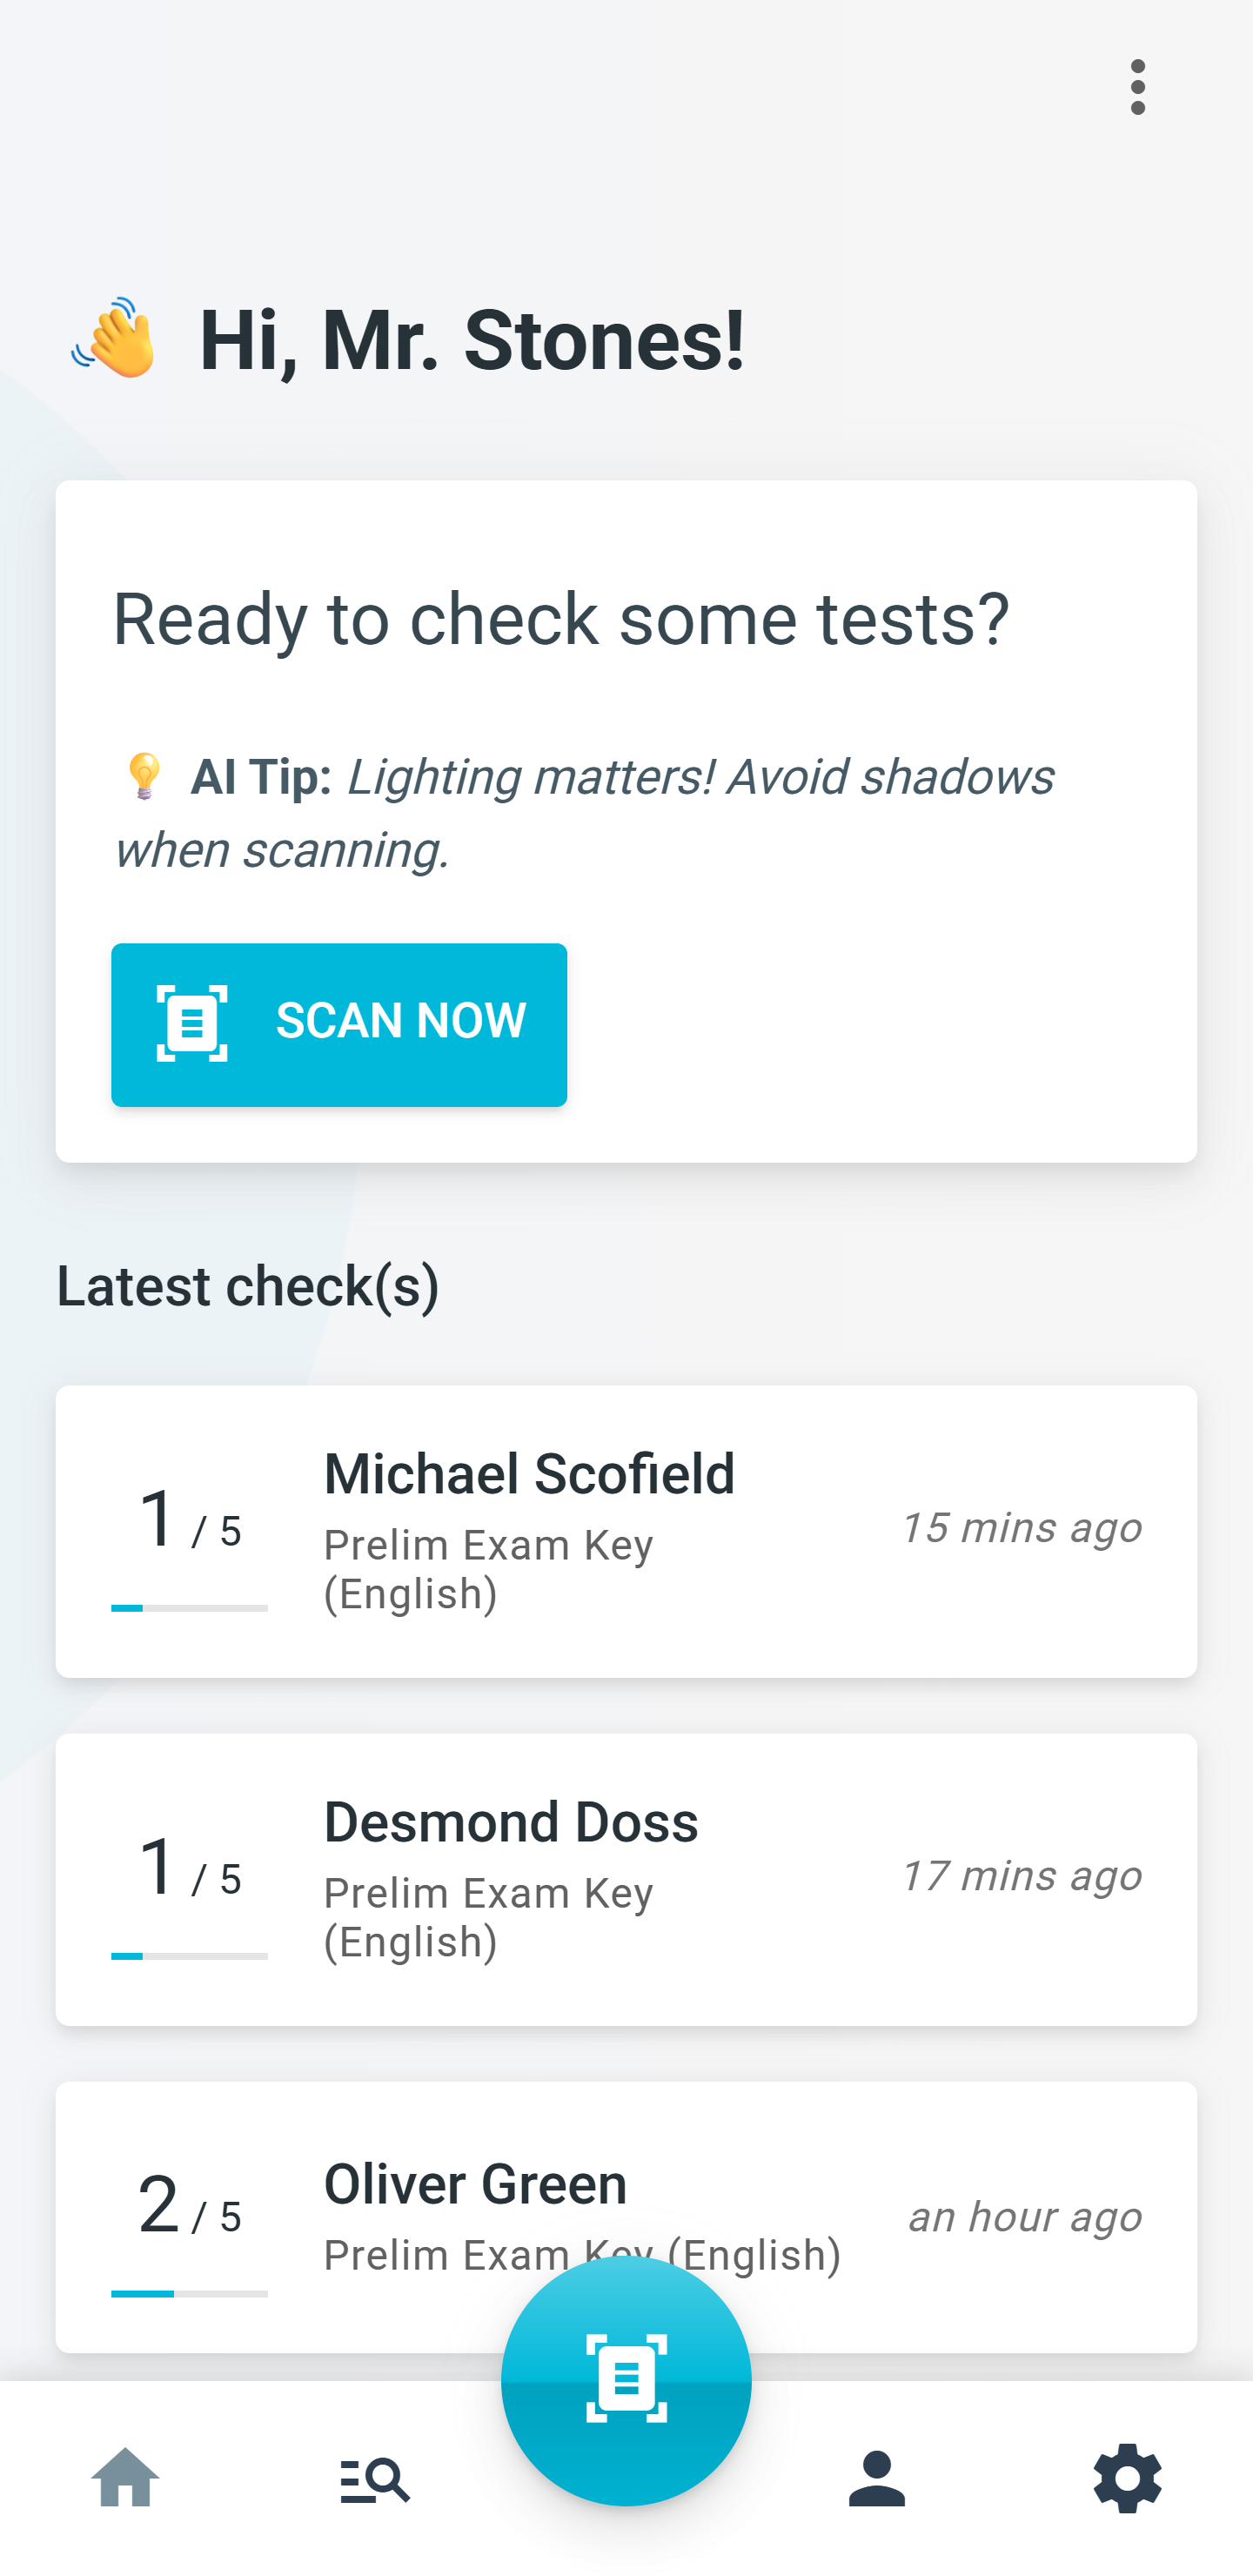 Hi, Mr. Stones!
Ready to check some tests?
AI Tip: Lighting matters! Avoid shadows
when scanning.
SCAN NOW
Latest check(s)
1 / 5
Michael Scofield
Prelim Exam Key
(English)
15 mins ago
1 / 5
Desmond Doss
Prelim Exam Key
(English)
17 mins ago
2 / 5
Oliver Green
Prelim Exam Key (English)
an hour ago